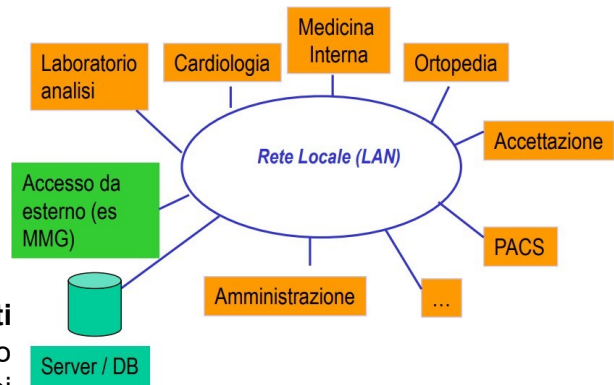 Medicina
Interna
Cardiologia
Ortopedia
Laboratorio
analisi
Rete Locale (LAN)
Accettazione
Accesso da
esterno (es
MMG)
PACS
Amministrazione
...
ti
o
Server / DB